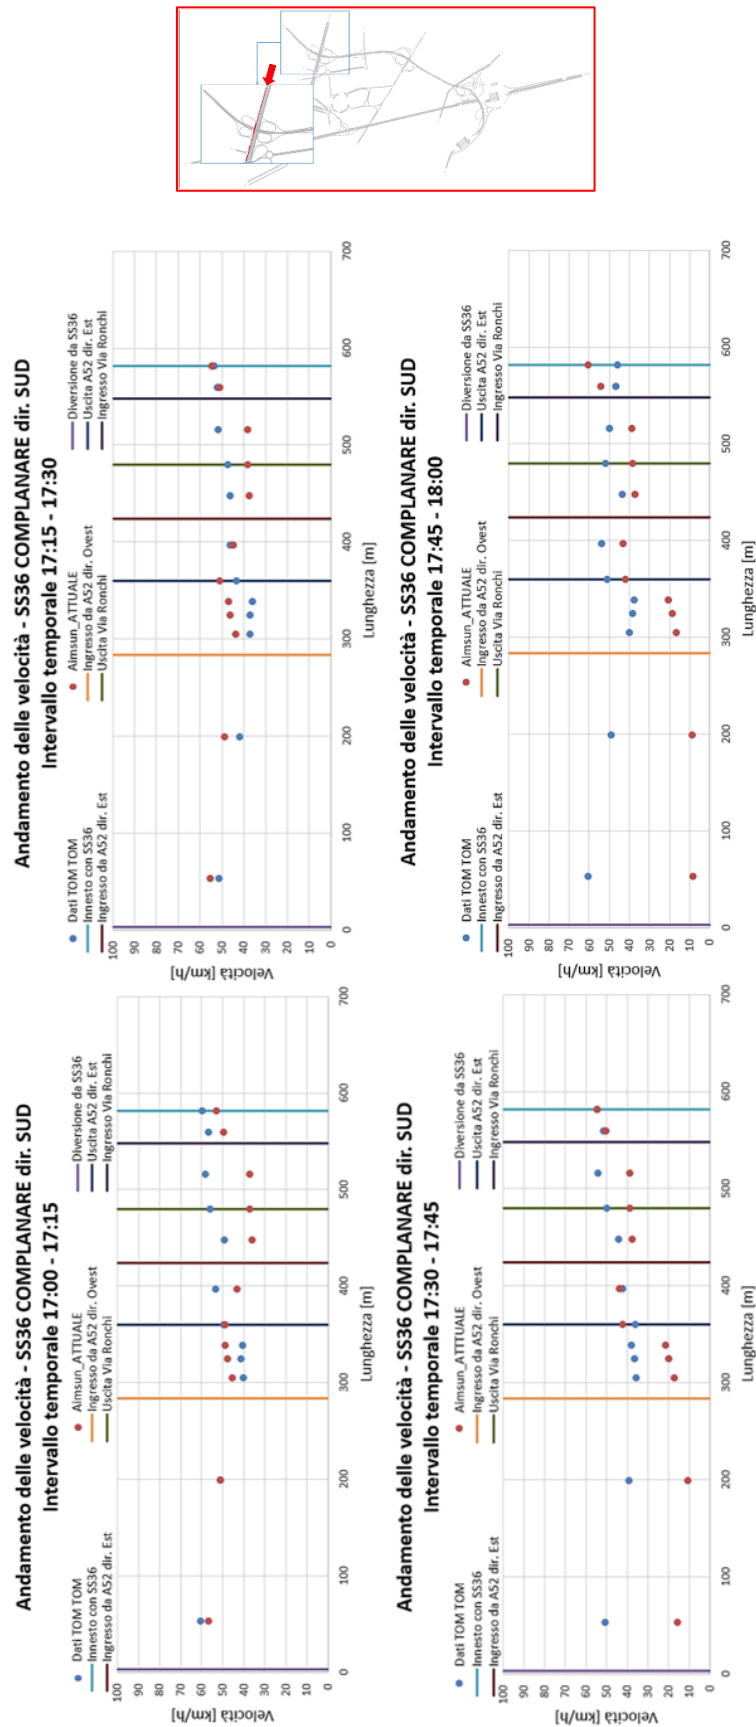 Andamento delle velocità - SS36 COMPLANARE dir. SUD
Intervallo temporale 17:00 - 17:15
Dati TOM TOM
Aimsun_ATTUALE
Diversione da SS36
Innesto con SS36
Ingresso da A52 dir. Ovest
Uscita A52 dir. Est
Ingresso da A52 dir. Est
Uscita Via Ronchi
Ingresso Via Ronchi
Velocità [km/h]
100
90
80
70
60
50
40
30
20
10
0
0 100 200 300 400 500 600 700
Lunghezza [m]
Andamento delle velocità - SS36 COMPLANARE dir. SUD
Intervallo temporale 17:15 - 17:30
Dati TOM TOM
Aimsun_ATTUALE
Diversione da SS36
Innesto con SS36
Ingresso da A52 dir. Ovest
Uscita A52 dir. Est
Ingresso da A52 dir. Est
Uscita Via Ronchi
Ingresso Via Ronchi
Velocità [km/h]
100
90
80
70
60
50
40
30
20
10
0
0 100 200 300 400 500 600 700
Lunghezza [m]
Andamento delle velocità - SS36 COMPLANARE dir. SUD
Intervallo temporale 17:30 - 17:45
Dati TOM TOM
Aimsun_ATTUALE
Diversione da SS36
Innesto con SS36
Ingresso da A52 dir. Ovest
Uscita A52 dir. Est
Ingresso da A52 dir. Est
Uscita Via Ronchi
Ingresso Via Ronchi
Velocità [km/h]
100
90
80
70
60
50
40
30
20
10
0
0 100 200 300 400 500 600 700
Lunghezza [m]
Andamento delle velocità - SS36 COMPLANARE dir. SUD
Intervallo temporale 17:45 - 18:00
Dati TOM TOM
Aimsun_ATTUALE
Diversione da SS36
Innesto con SS36
Ingresso da A52 dir. Ovest
Uscita A52 dir. Est
Ingresso da A52 dir. Est
Uscita Via Ronchi
Ingresso Via Ronchi
Velocità [km/h]
100
90
80
70
60
50
40
30
20
10
0
0 100 200 300 400 500 600 700
Lunghezza [m]